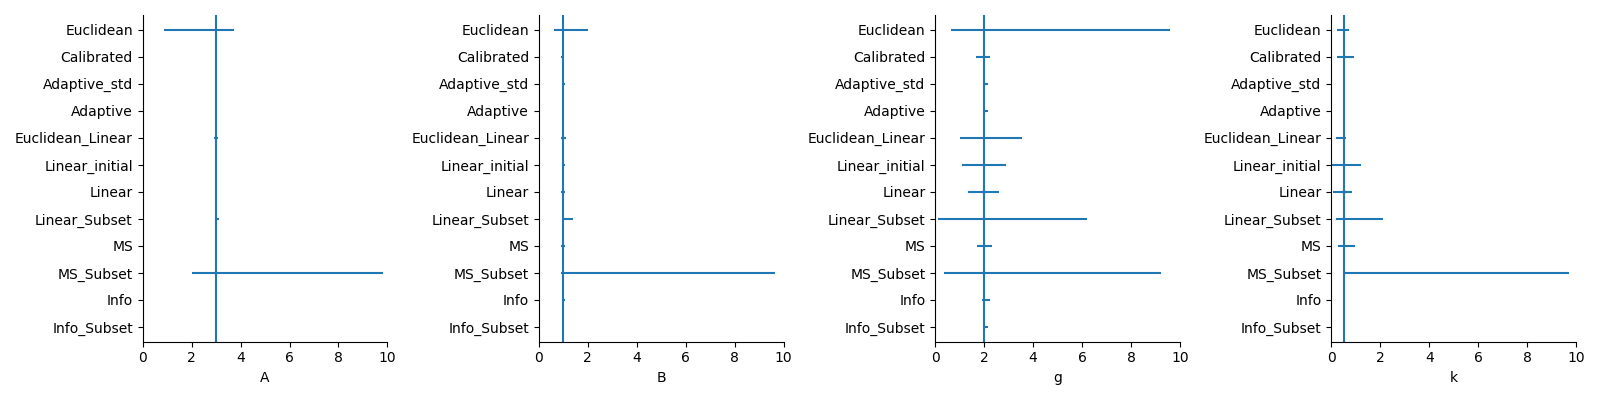 Euclidean
Calibrated
Adaptive_std
Adaptive
Euclidean_Linear
Linear_initial
Linear
Linear_Subset
MS
MS_Subset
Info
Info_Subset
0 2 4 6 8 10
A
Euclidean
Calibrated
Adaptive_std
Adaptive
Euclidean_Linear
Linear_initial
Linear
Linear_Subset
MS
MS_Subset
Info
Info_Subset
0 2 4 6 8 10
B
Euclidean
Calibrated
Adaptive_std
Adaptive
Euclidean_Linear
Linear_initial
Linear
Linear_Subset
MS
MS_Subset
Info
Info_Subset
0 2 4 6 8 10
g
Euclidean
Calibrated
Adaptive_std
Adaptive
Euclidean_Linear
Linear_initial
Linear
Linear_Subset
MS
MS_Subset
Info
Info_Subset
0 2 4 6 8 10
k